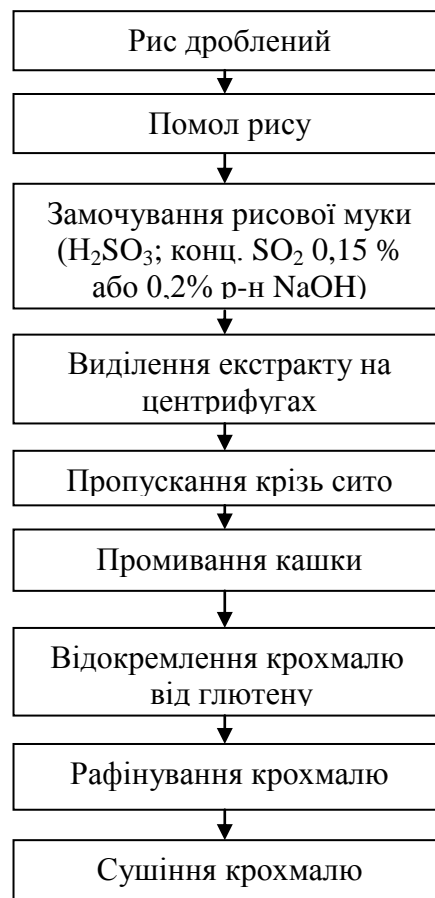 Рис дроблений
Помол рису
Замочування рисової муки
(H₂SO₃; конц. SO₂ 0,15 %
або 0,2% р-н NaOH)
Виділення екстракту на
центрифугах
Пропускання крізь сито
Промивання кашки
Відокремлення крохмалю
від глютену
Рафінування крохмалю
Сушіння крохмалю